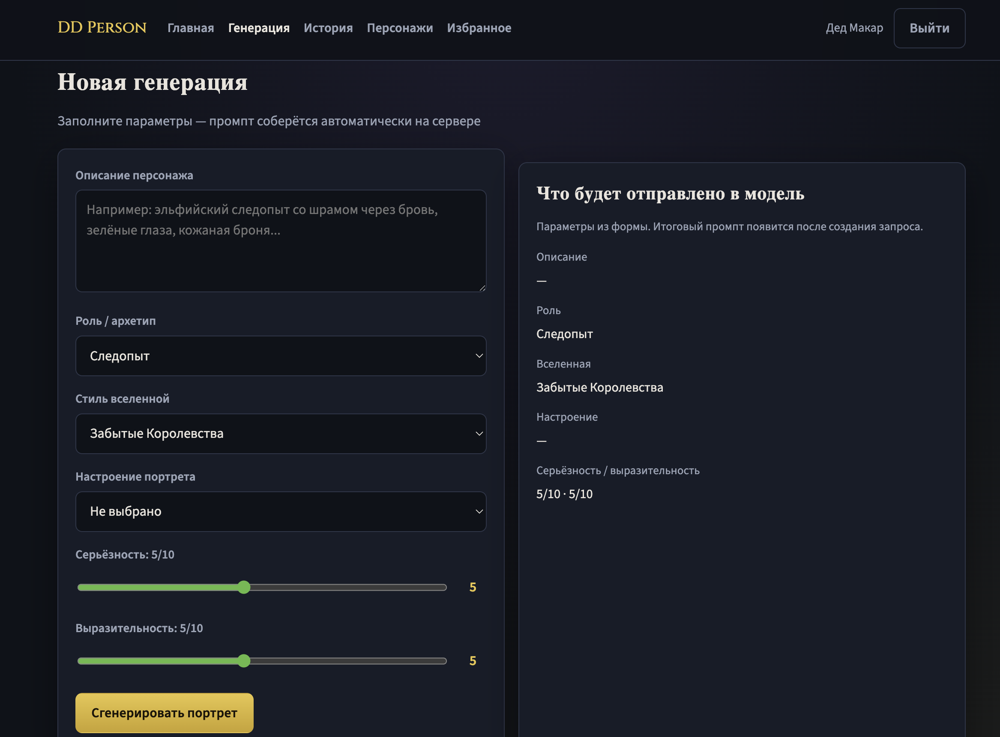 DD Person
Главная
Генерация
История
Персонажи
Избранное
Дед Макар
Выйти
Новая генерация
Заполните параметры — промпт соберётся автоматически на сервере
Описание персонажа
Например: эльфийский следопыт со шрамом через бровь,
зелёные глаза, кожаная броня...
Роль / архетип
Следопыт
Стиль вселенной
Забытые Королевства
Настроение портрета
Не выбрано
Серьёзность: 5/10
5
Выразительность: 5/10
5
Сгенерировать портрет
Что будет отправлено в модель
Параметры из формы. Итоговый промпт появится после создания запроса.
Описание
—
Роль
Следопыт
Вселенная
Забытые Королевства
Настроение
—
Серьёзность / выразительность
5/10 · 5/10